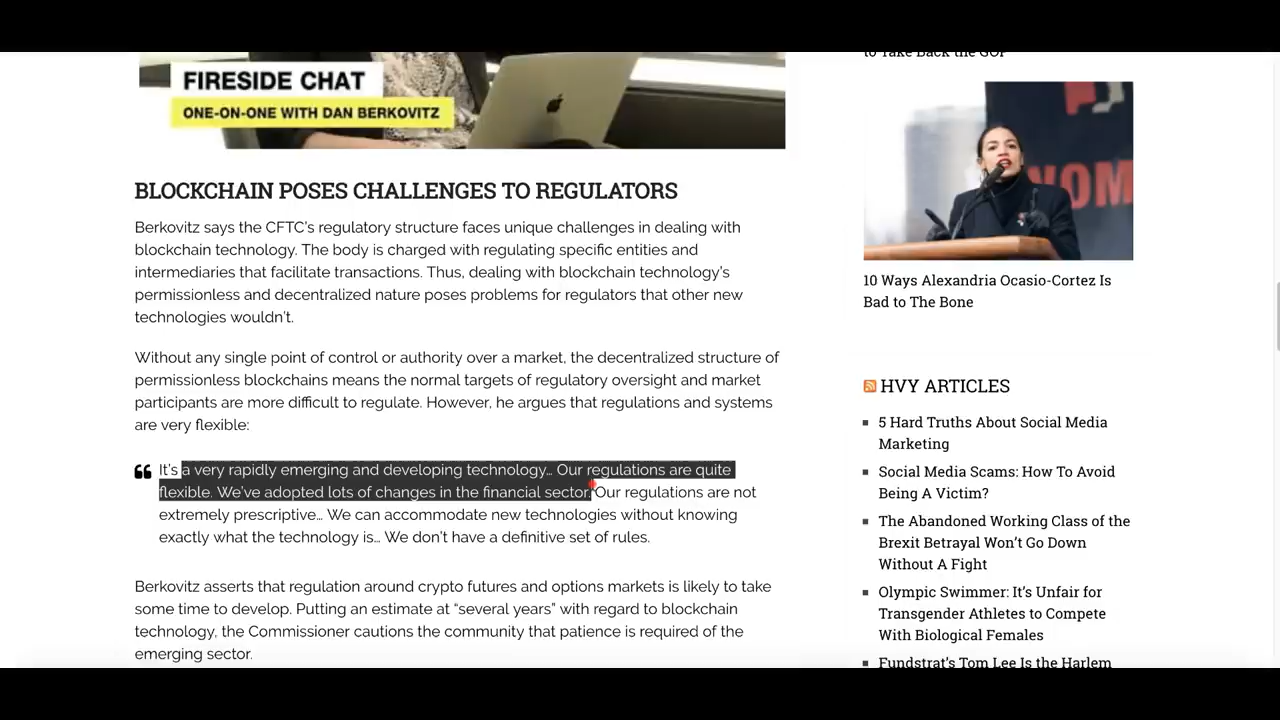 FIRESIDE CHAT
ONE-ON-ONE WITH DAN BERKOVITZ
BLOCKCHAIN POSES CHALLENGES TO REGULATORS
Berkovitz says the CFTC's regulatory structure faces unique challenges in dealing with
blockchain technology. The body is charged with regulating specific entities and
intermediaries that facilitate transactions. Thus, dealing with blockchain technology's
permissionless and decentralized nature poses problems for regulators that other new
technologies wouldn't.
Without any single point of control or authority over a market, the decentralized structure of
permissionless blockchains means the normal targets of regulatory oversight and market
participants are more difficult to regulate. However, he argues that regulations and systems
are very flexible:
It's a very rapidly emerging and developing technology… Our regulations are quite
flexible. We've adopted lots of changes in the financial sector. Our regulations are not
extremely prescriptive… We can accommodate new technologies without knowing
exactly what the technology is… We don't have a definitive set of rules.
Berkovitz asserts that regulation around crypto futures and options markets is likely to take
some time to develop. Putting an estimate at “several years” with regard to blockchain
technology, the Commissioner cautions the community that patience is required of the
emerging sector.
to Take Back the GOP
WOM
10 Ways Alexandria Ocasio-Cortez Is
Bad to The Bone
HVY ARTICLES
5 Hard Truths About Social Media
Marketing
Social Media Scams: How To Avoid
Being A Victim?
The Abandoned Working Class of the
Brexit Betrayal Won't Go Down
Without A Fight
Olympic Swimmer: It's Unfair for
Transgender Athletes to Compete
With Biological Females
Fundstrat's Tom Lee Is the Harlem